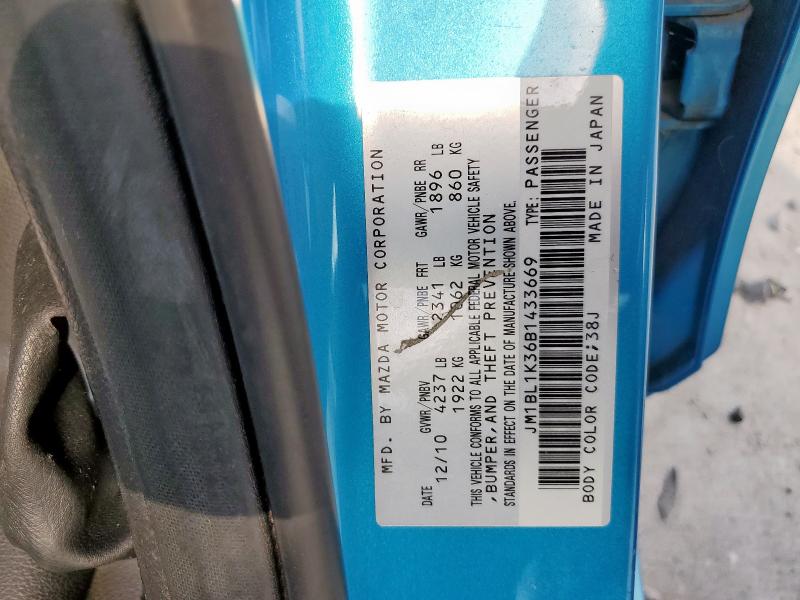 MFD. BY MAZDA MOTOR CORPORATION
DATE GVWR/PNBV GAWR/PNBE FRT GAWR/PNBE RR
12/10 4237 LB 2341 LB 1896 LB
1922 KG 1062 KG 860 KG
THIS VEHICLE CONFORMS TO ALL APPLICABLE FEDERAL MOTOR VEHICLE SAFETY
,BUMPER,AND THEFT PREVENTION
STANDARDS IN EFFECT ON THE DATE OF MANUFACTURE SHOWN ABOVE.
JM1BL1K36B1433669 TYPE: PASSENGER
BODY COLOR CODE;38J MADE IN JAPAN